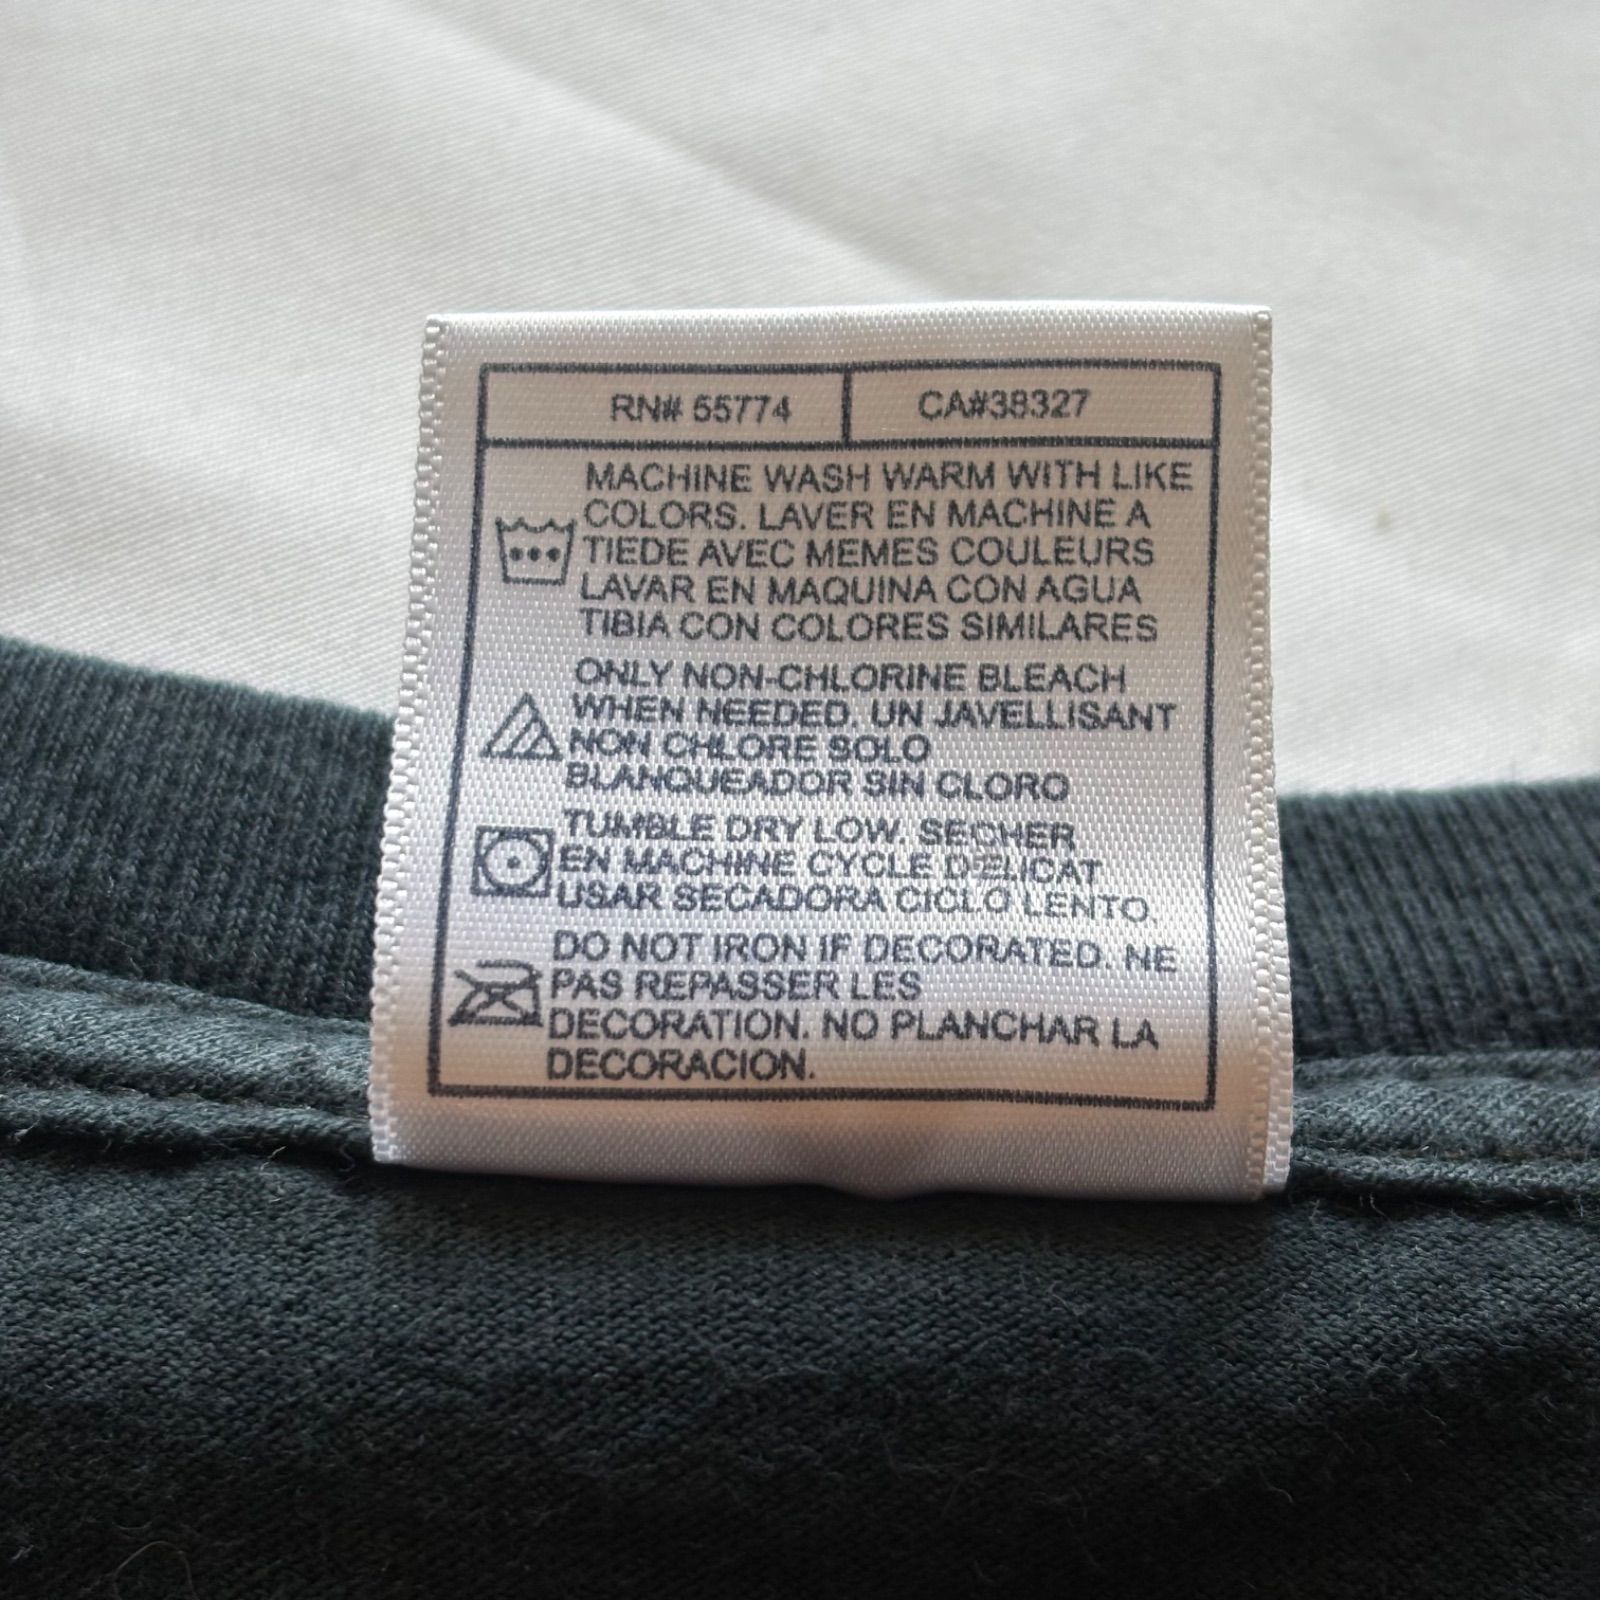 RN# 55774 CA#38327
MACHINE WASH WARM WITH LIKE
COLORS. LAVER EN MACHINE A
TIEDE AVEC MEMES COULEURS
LAVAR EN MAQUINA CON AGUA
TIBIA CON COLORES SIMILARES
ONLY NON-CHLORINE BLEACH
WHEN NEEDED. UN JAVELLISANT
NON CHLORE SOLO
BLANQUEADOR SIN CLORO
TUMBLE DRY LOW. SECHER
EN MACHINE CYCLE DELICAT
USAR SECADORA CICLO LENTO.
DO NOT IRON IF DECORATED. NE
PAS REPASSER LES
DECORATION. NO PLANCHAR LA
DECORACION.